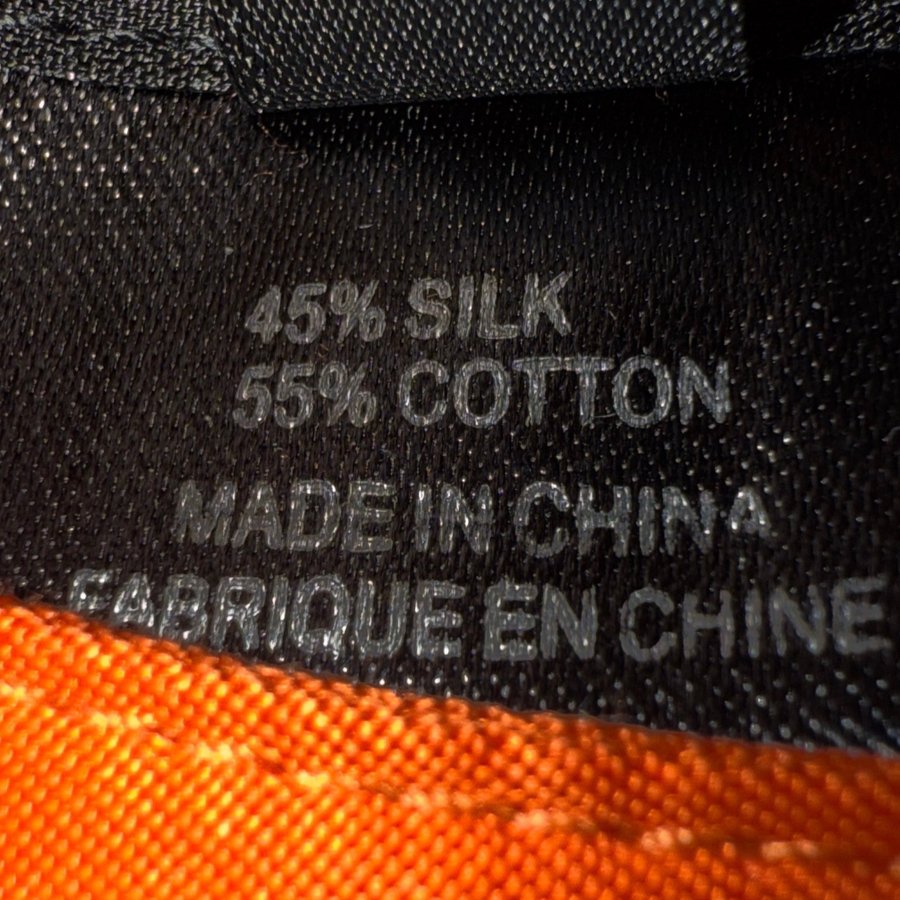 45% SILK
55% COTTON
MADE IN CHINA
FABRIQUE EN CHINE